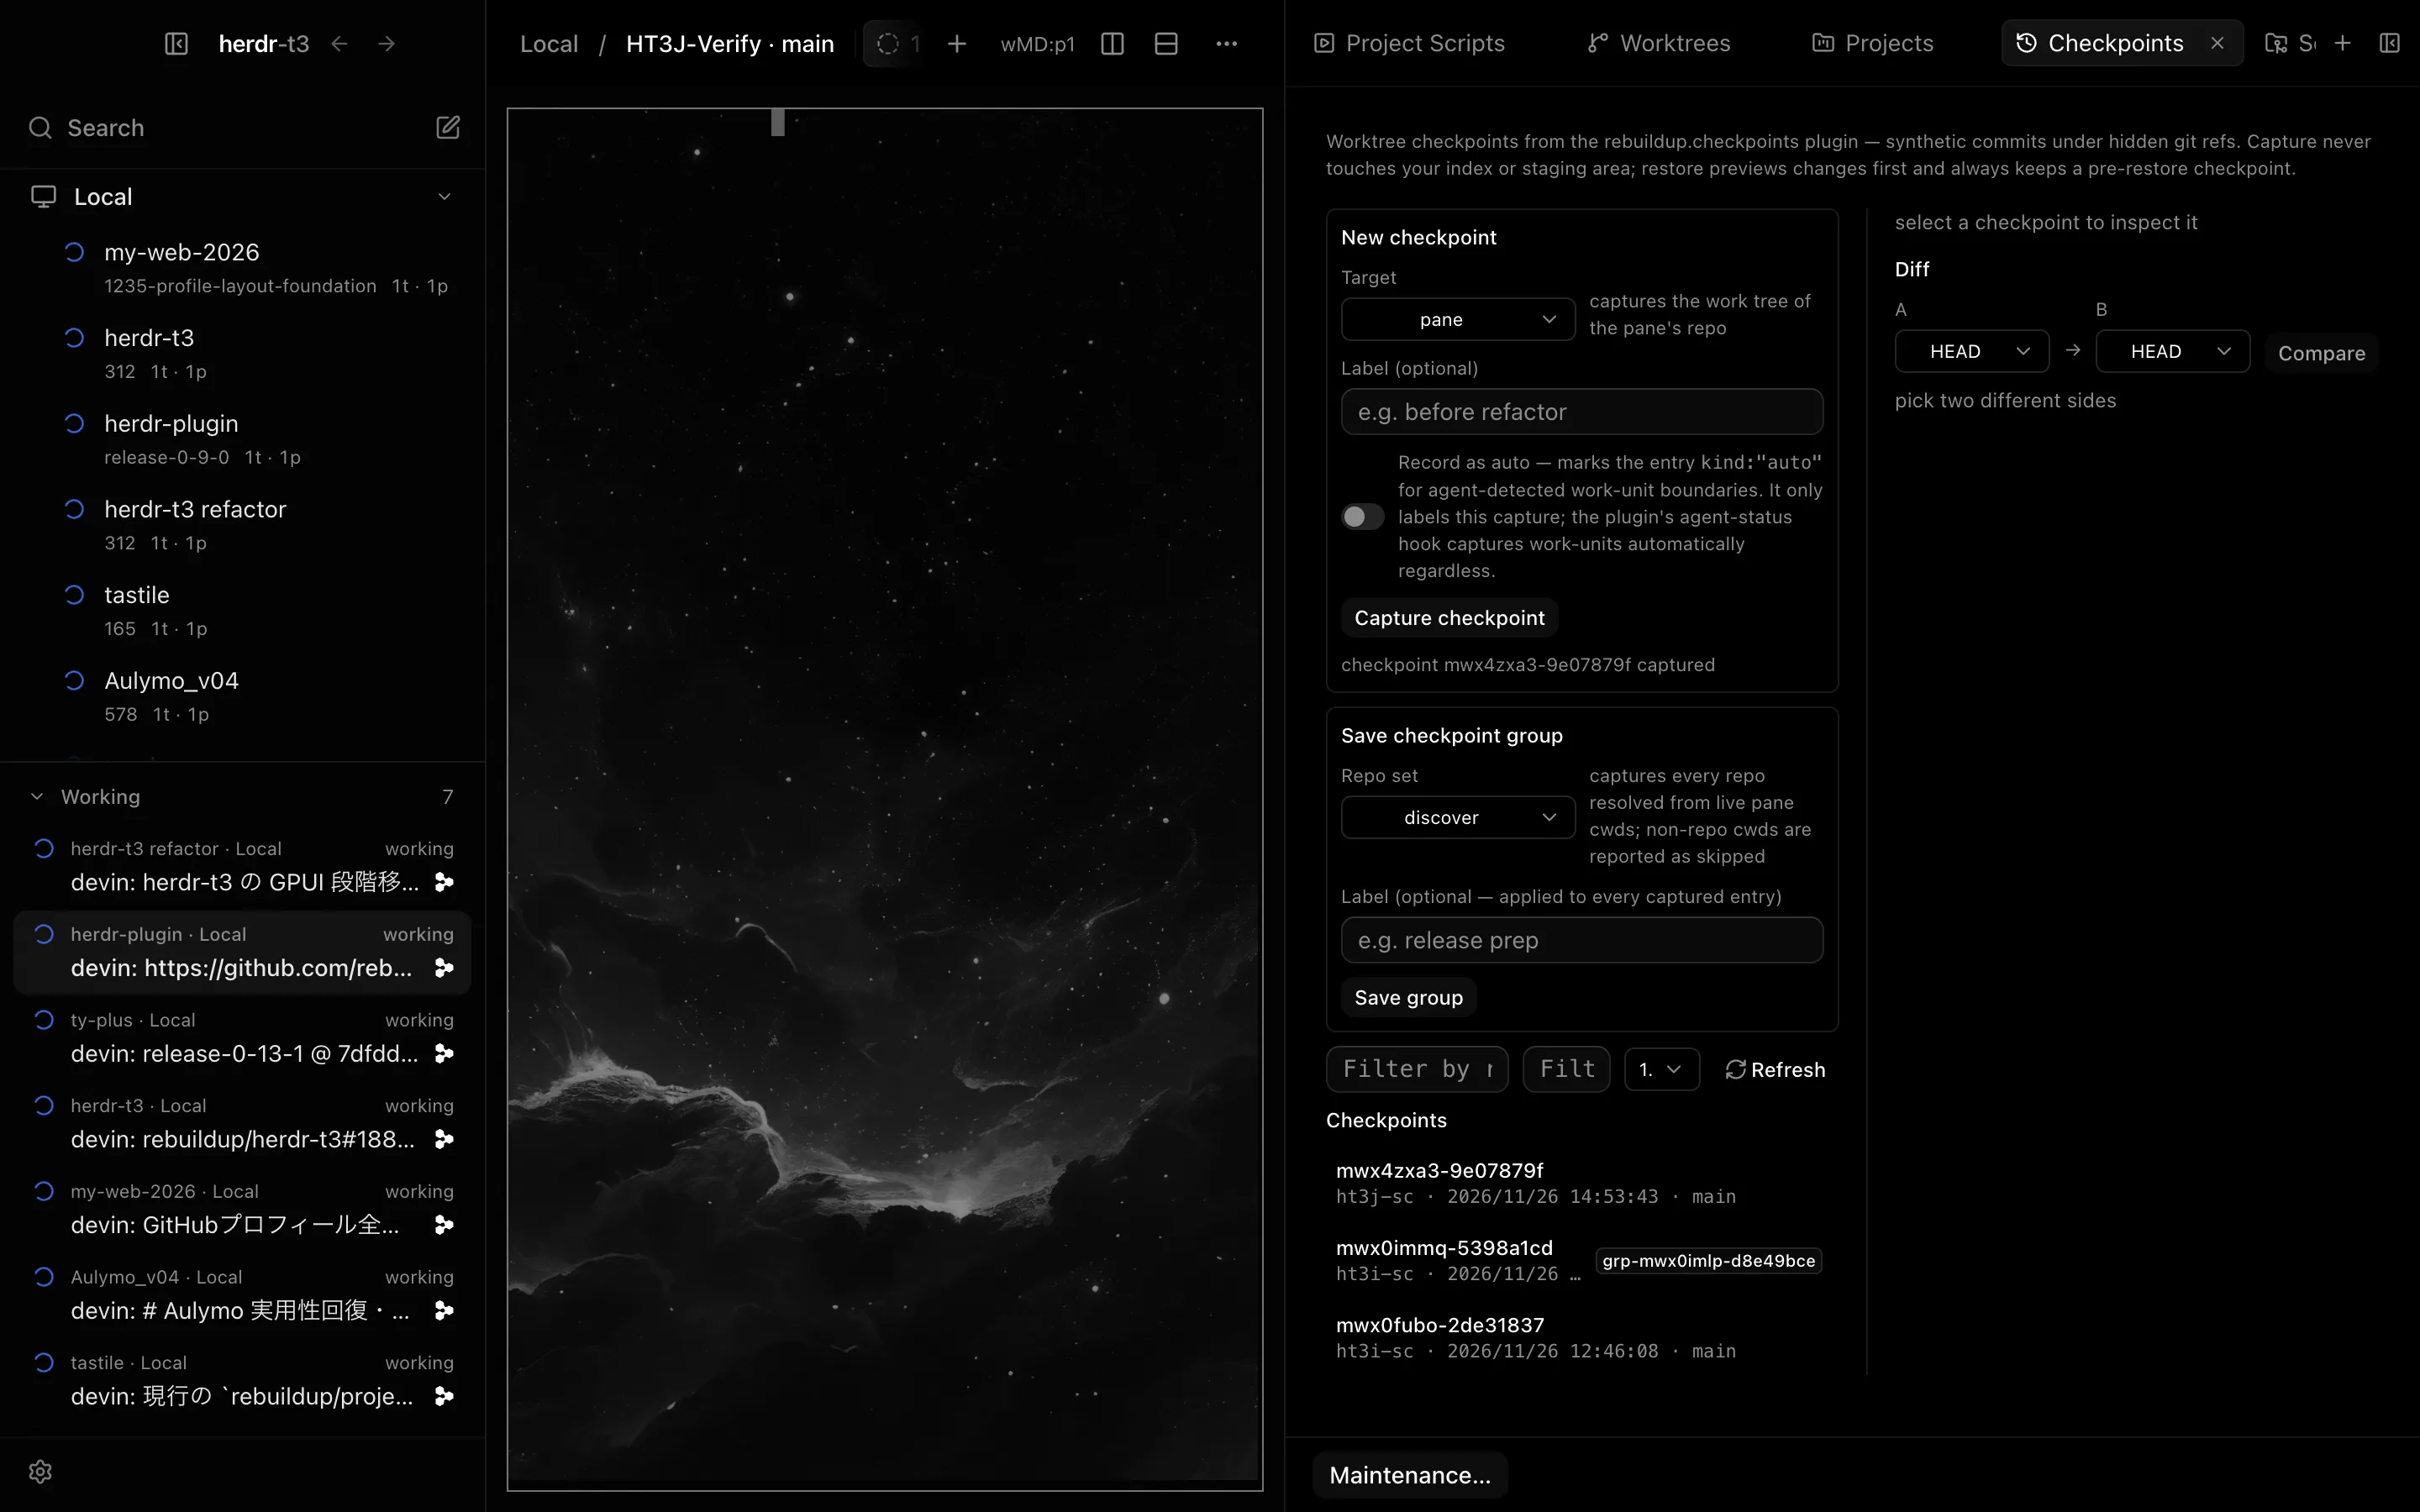 herdr-t3
Search
Local
my-web-2026
1235-profile-layout-foundation 1t · 1p
herdr-t3
312 1t · 1p
herdr-plugin
release-0-9-0 1t · 1p
herdr-t3 refactor
312 1t · 1p
tastile
165 1t · 1p
Aulymo_v04
578 1t · 1p
Working 7
herdr-t3 refactor · Local working
devin: herdr-t3 の GPUI 段階移...
herdr-plugin · Local working
devin: https://github.com/reb...
ty-plus · Local working
devin: release-0-13-1 @ 7dfdd...
herdr-t3 · Local working
devin: rebuildup/herdr-t3#188...
my-web-2026 · Local working
devin: GitHubプロフィール全...
Aulymo_v04 · Local working
devin: # Aulymo 実用性回復・...
tastile · Local working
devin: 現行の `rebuildup/proje...
Local / HT3J-Verify · main 1 wMD:p1
Project Scripts Worktrees Projects Checkpoints
Worktree checkpoints from the rebuildup.checkpoints plugin — synthetic commits under hidden git refs. Capture never
touches your index or staging area; restore previews changes first and always keeps a pre-restore checkpoint.
New checkpoint
Target
pane
captures the work tree of
the pane's repo
Label (optional)
e.g. before refactor
Record as auto — marks the entry kind:"auto"
for agent-detected work-unit boundaries. It only
labels this capture; the plugin's agent-status
hook captures work-units automatically
regardless.
Capture checkpoint
checkpoint mwx4zxa3-9e07879f captured
Save checkpoint group
Repo set
discover
captures every repo
resolved from live pane
cwds; non-repo cwds are
reported as skipped
Label (optional — applied to every captured entry)
e.g. release prep
Save group
Filter by Filt 1. Refresh
Checkpoints
mwx4zxa3-9e07879f
ht3j-sc · 2026/11/26 14:53:43 · main
mwx0immq-5398a1cd
ht3i-sc · 2026/11/26 …
grp-mwx0imlp-d8e49bce
mwx0fubo-2de31837
ht3i-sc · 2026/11/26 12:46:08 · main
select a checkpoint to inspect it
Diff
A B
HEAD → HEAD Compare
pick two different sides
Maintenance...